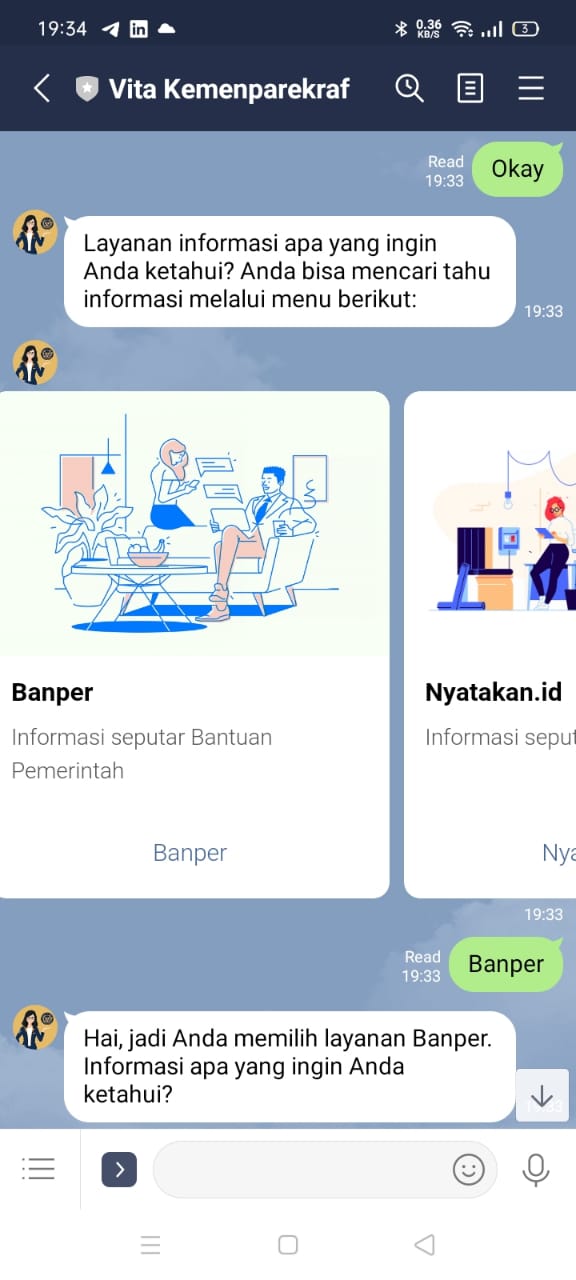 19:34
0.36
KB/S
3
Vita Kemenparekraf
Read
19:33
Okay
Layanan informasi apa yang ingin
Anda ketahui? Anda bisa mencari tahu
informasi melalui menu berikut:
19:33
Banper
Informasi seputar Bantuan
Pemerintah
Banper
Nyatakan.id
Informasi seput
Nya
19:33
Read
19:33
Banper
Hai, jadi Anda memilih layanan Banper.
Informasi apa yang ingin Anda
ketahui?
19:33